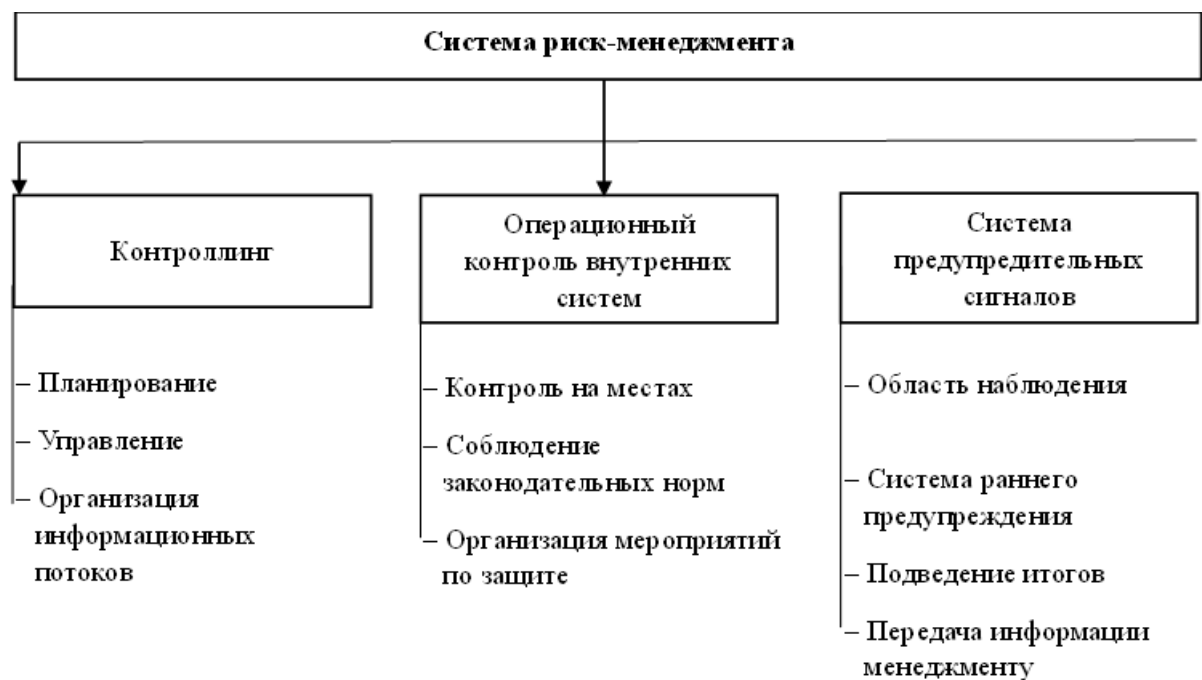 Система риск-менеджмента
Контроллинг
– Планирование
– Управление
– Организация
информационных
потоков
Операционный
контроль внутренних
систем
– Контроль на местах
– Соблюдение
законодательных норм
– Организация мероприятий
по защите
Система
предупредительных
сигналов
– Область наблюдения
– Система раннего
предупреждения
– Подведение итогов
– Передача информации
менеджменту